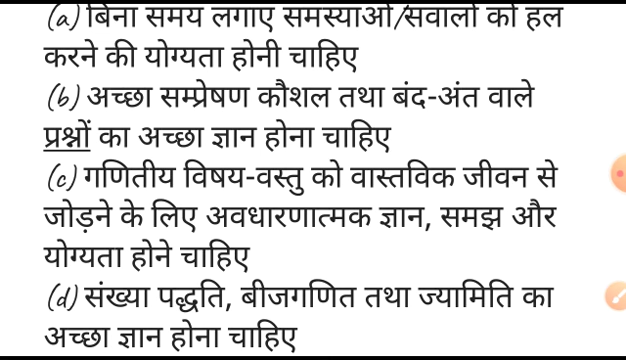 (a) बिना समय लगाए समस्याओं/सवालों को हल
करने की योग्यता होनी चाहिए
(b) अच्छा सम्प्रेषण कौशल तथा बंद-अंत वाले
प्रश्नों का अच्छा ज्ञान होना चाहिए
(c) गणितीय विषय-वस्तु को वास्तविक जीवन से
जोड़ने के लिए अवधारणात्मक ज्ञान, समझ और
योग्यता होने चाहिए
(d) संख्या पद्धति, बीजगणित तथा ज्यामिति का
अच्छा ज्ञान होना चाहिए